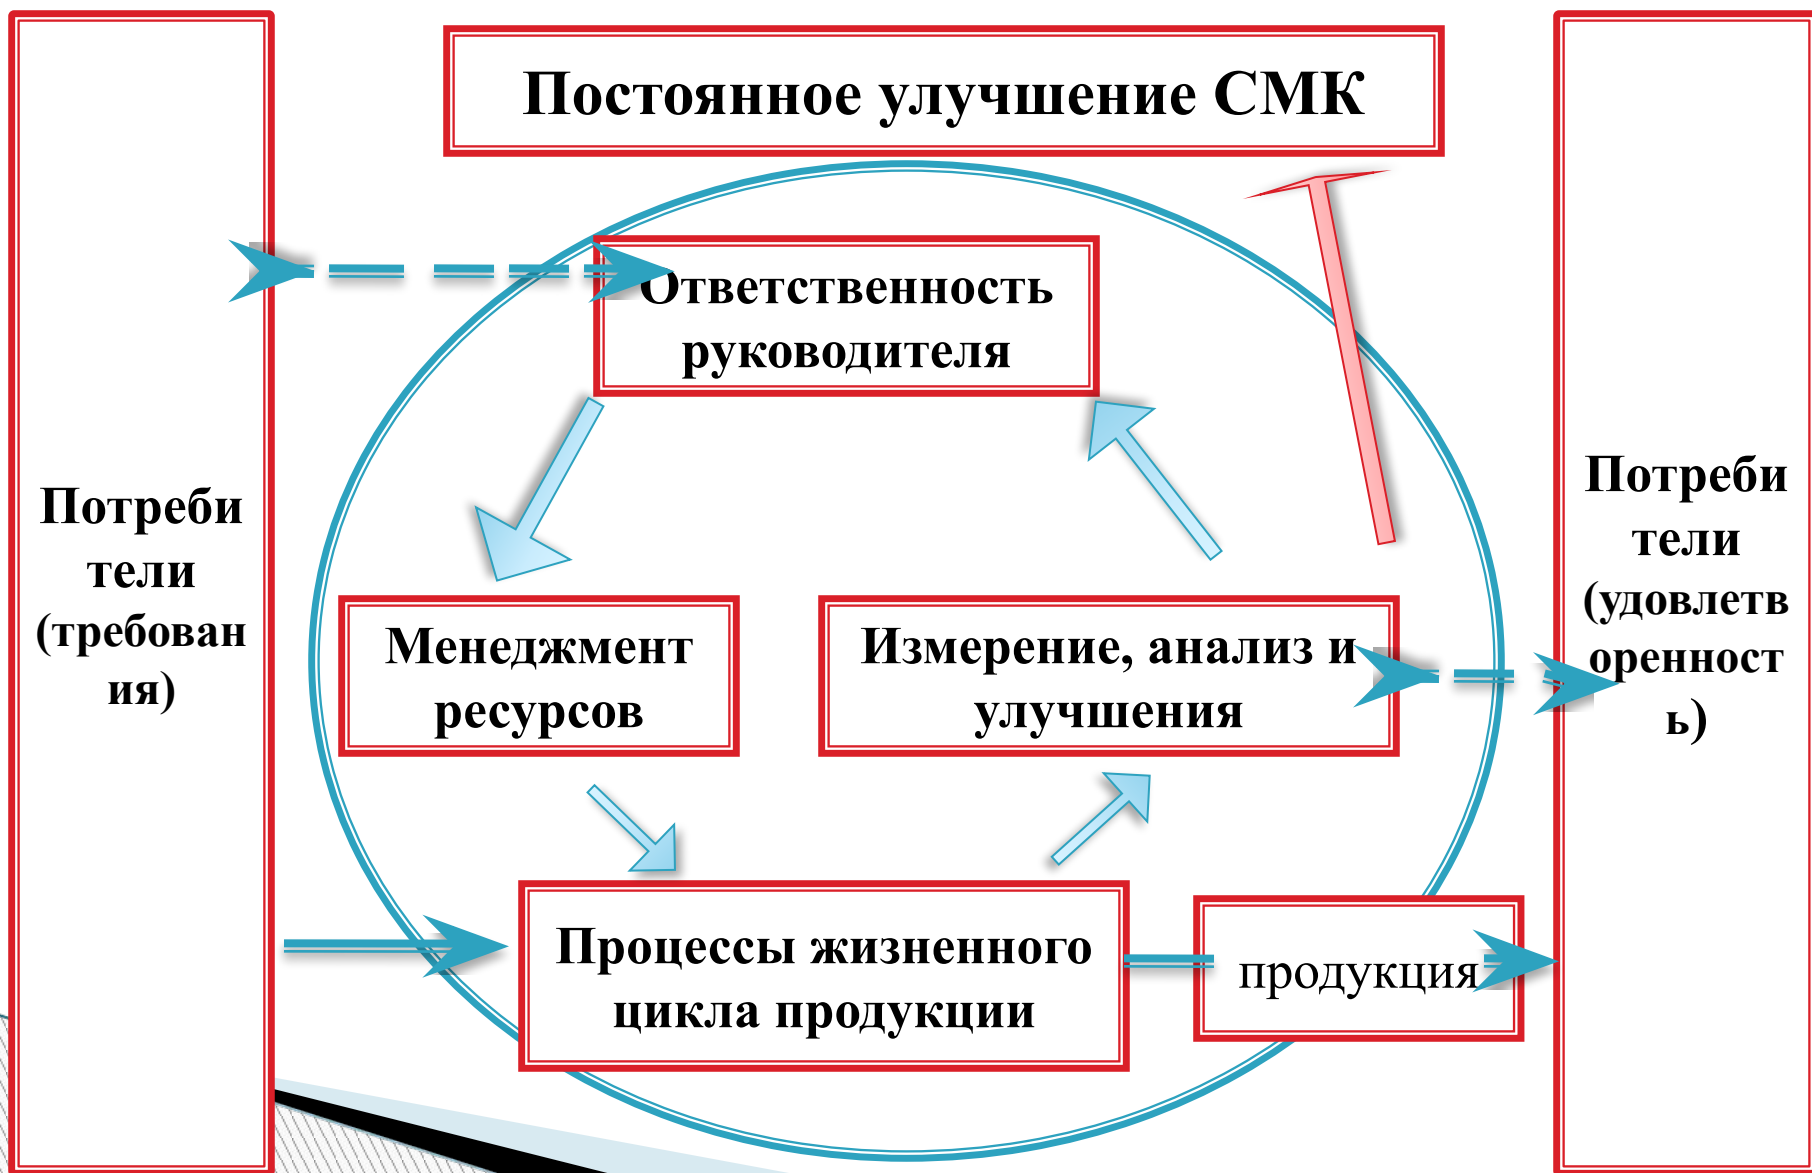 Постоянное улучшение СМК
Потреби
тели
(требован
ия)
Ответственность
руководителя
Менеджмент
ресурсов
Измерение, анализ и
улучшения
Процессы жизненного
цикла продукции
продукция
Потреби
тели
(удовлетв
оренност
ь)